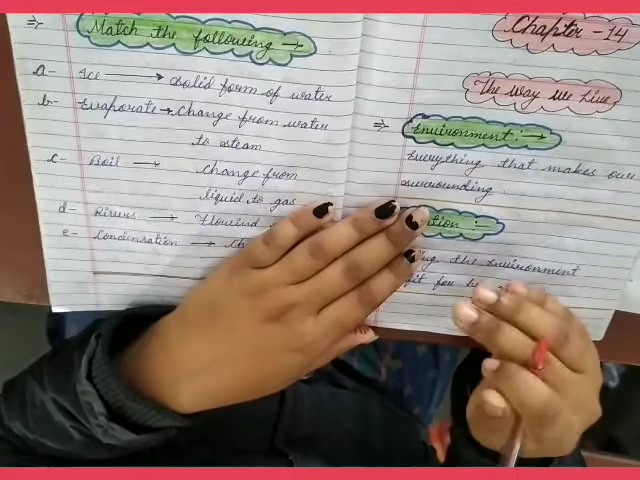 Match the following →
a- Ice → solid form of water
b- Evaporate → change from water
to steam
c- Boil → change from
liquid to gas
d- Rivers →
e- Condensation →
Chapter - 14
The way we live
⇒ Environment : →
Everything that makes our
surrounding.
the Environment